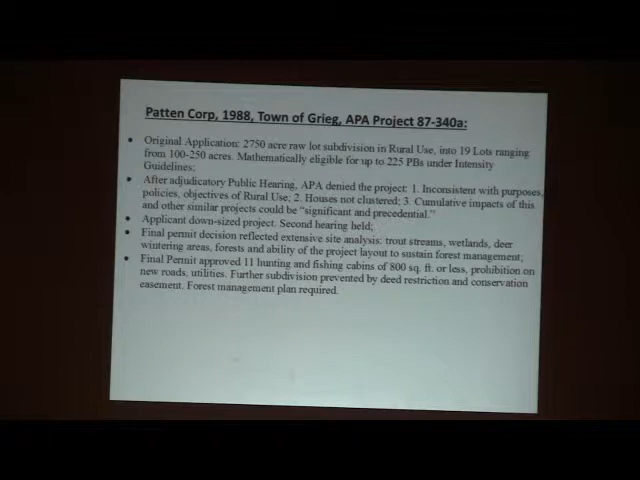 Patten Corp, 1988, Town of Grieg, APA Project 87-340a:
• Original Application: 2750 acre raw lot subdivision in Rural Use, into 19 Lots ranging
from 100-250 acres. Mathematically eligible for up to 225 PBs under Intensity
Guidelines;
• After adjudicatory Public Hearing, APA denied the project: 1. Inconsistent with purposes,
policies, objectives of Rural Use; 2. Houses not clustered; 3. Cumulative impacts of this
and other similar projects could be “significant and precedential.”
• Applicant down-sized project. Second hearing held;
• Final permit decision reflected extensive site analysis: trout streams, wetlands, deer
wintering areas, forests and ability of the project layout to sustain forest management;
• Final Permit approved 11 hunting and fishing cabins of 800 sq. ft. or less, prohibition on
new roads, utilities. Further subdivision prevented by deed restriction and conservation
easement. Forest management plan required.